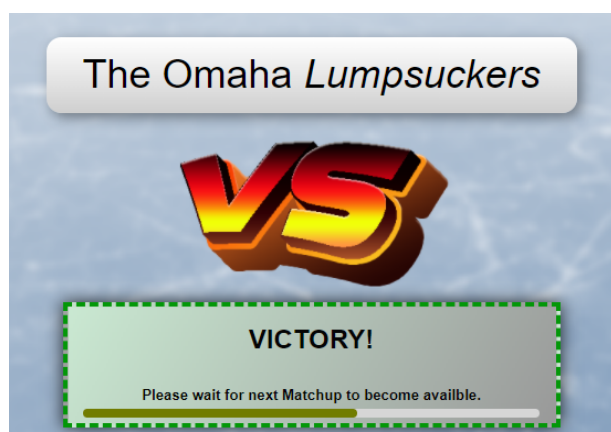 The Omaha Lumpsuckers
VS
VICTORY!
Please wait for next Matchup to become availble.